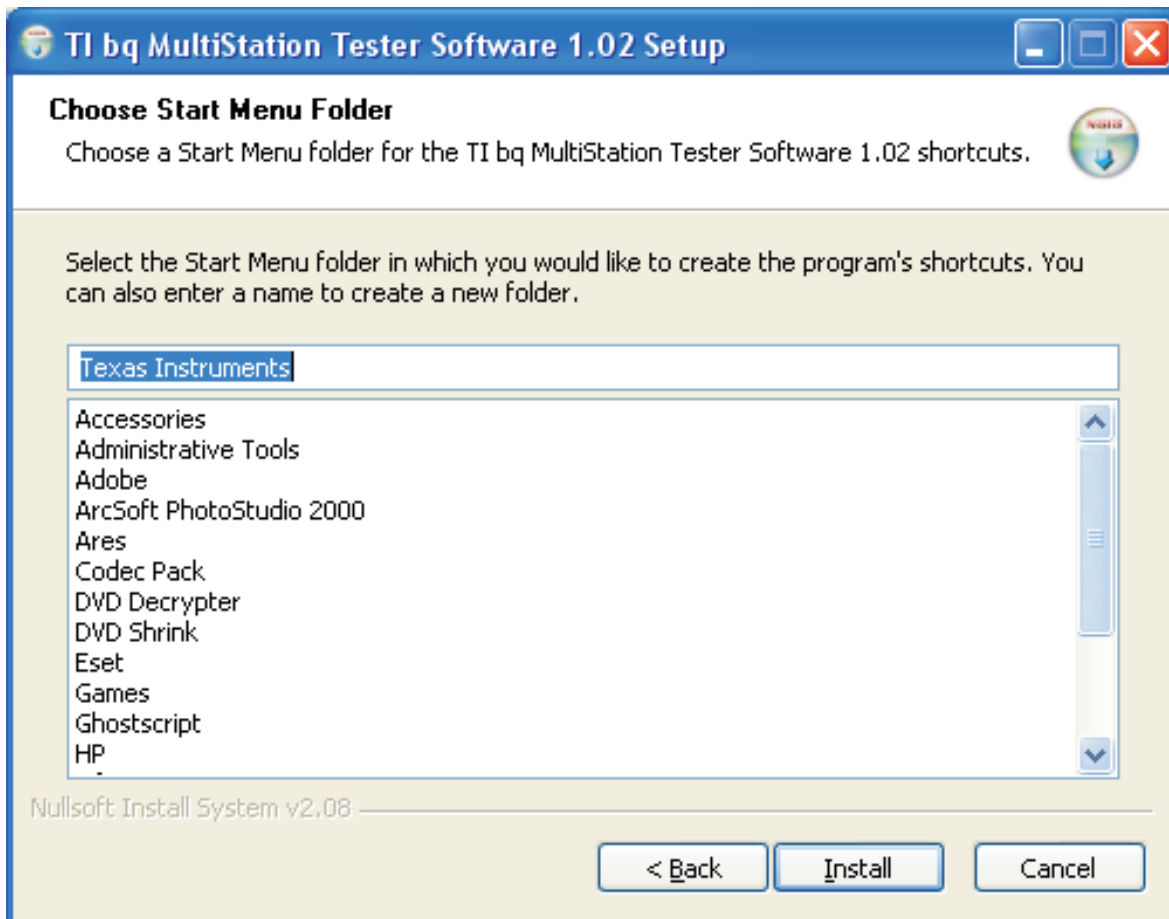 TI bq MultiStation Tester Software 1.02 Setup
Choose Start Menu Folder
Choose a Start Menu folder for the TI bq MultiStation Tester Software 1.02 shortcuts.
Select the Start Menu folder in which you would like to create the program's shortcuts. You
can also enter a name to create a new folder.
Texas Instruments
Accessories
Administrative Tools
Adobe
ArcSoft PhotoStudio 2000
Ares
Codec Pack
DVD Decrypter
DVD Shrink
Eset
Games
Ghostscript
HP
Nullsoft Install System v2.08
< Back
Install
Cancel